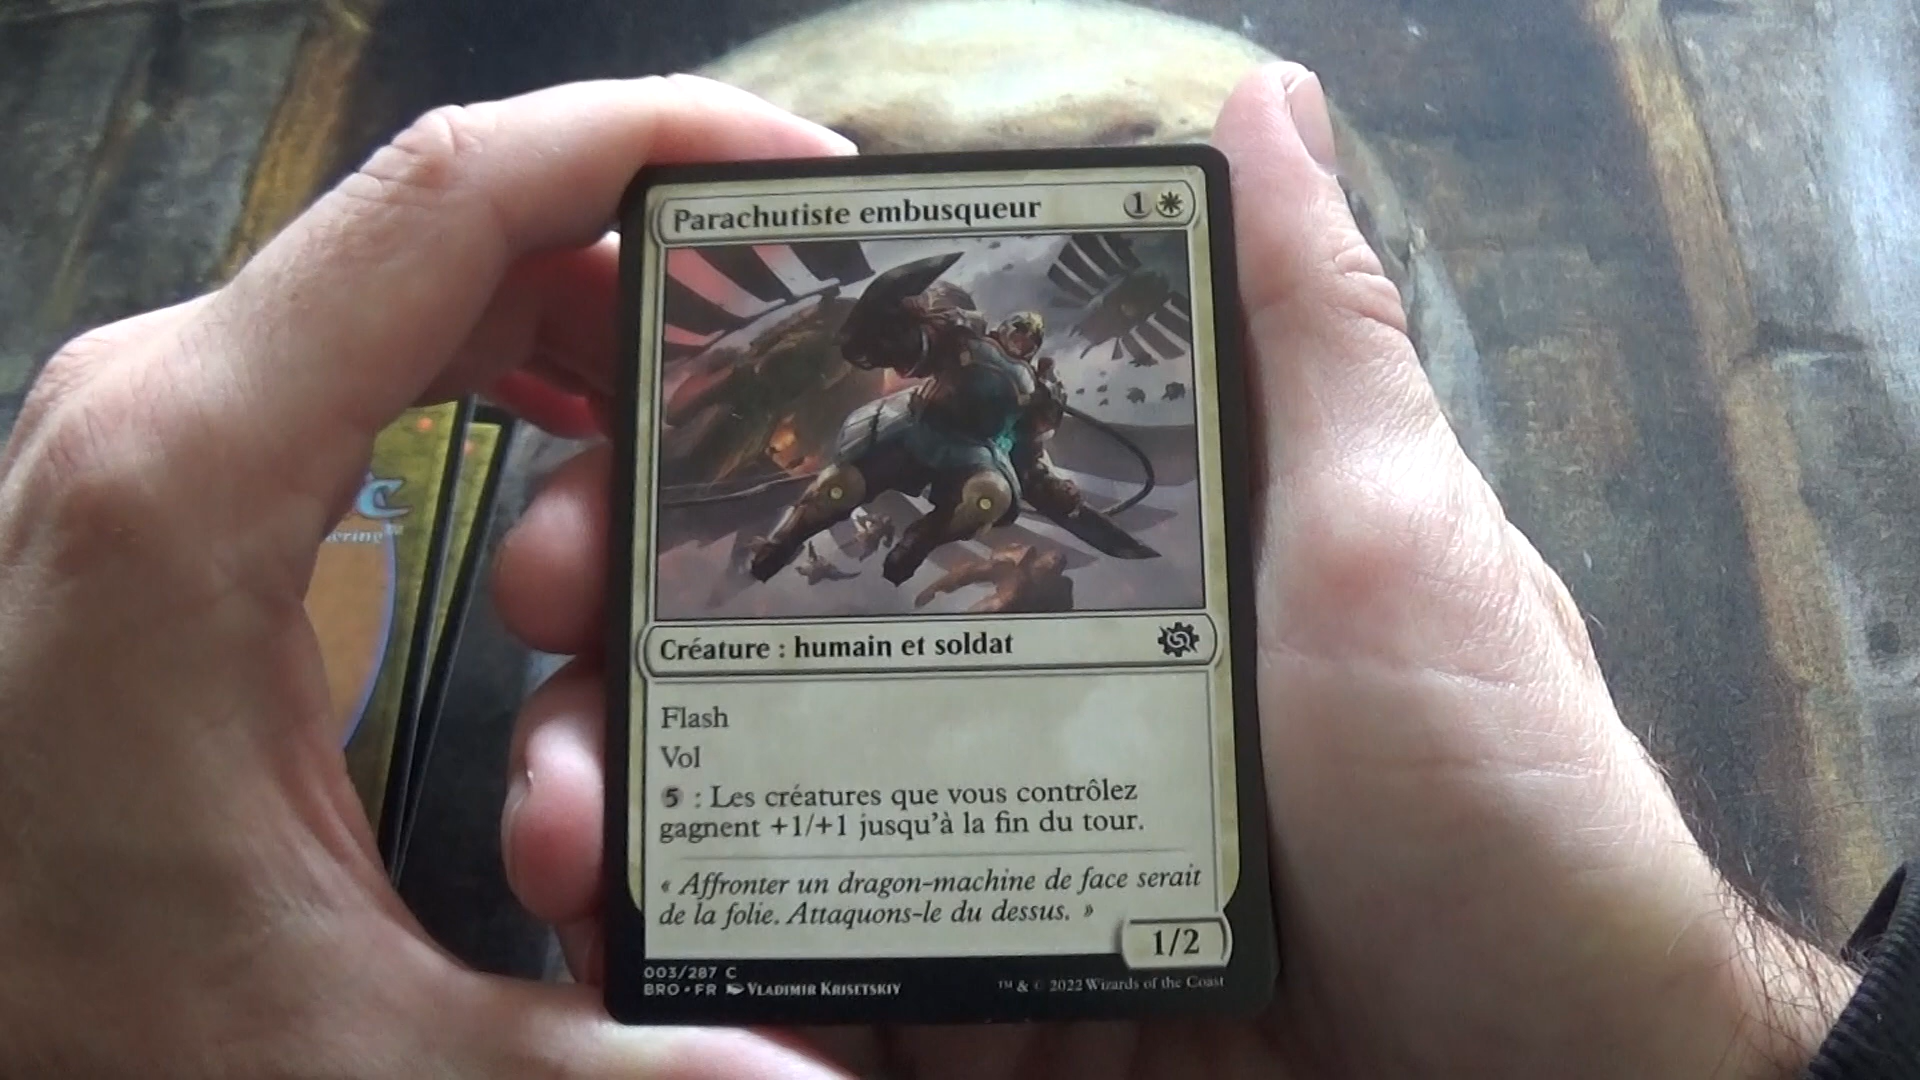 Parachutiste embusqueur 1
Créature : humain et soldat
Flash
Vol
5 : Les créatures que vous contrôlez
gagnent +1/+1 jusqu'à la fin du tour.
« Affronter un dragon-machine de face serait
de la folie. Attaquons-le du dessus. »
1/2
003/287 C
BRO • FR VLADIMIR KRISETSKIY
™ & © 2022 Wizards of the Coast